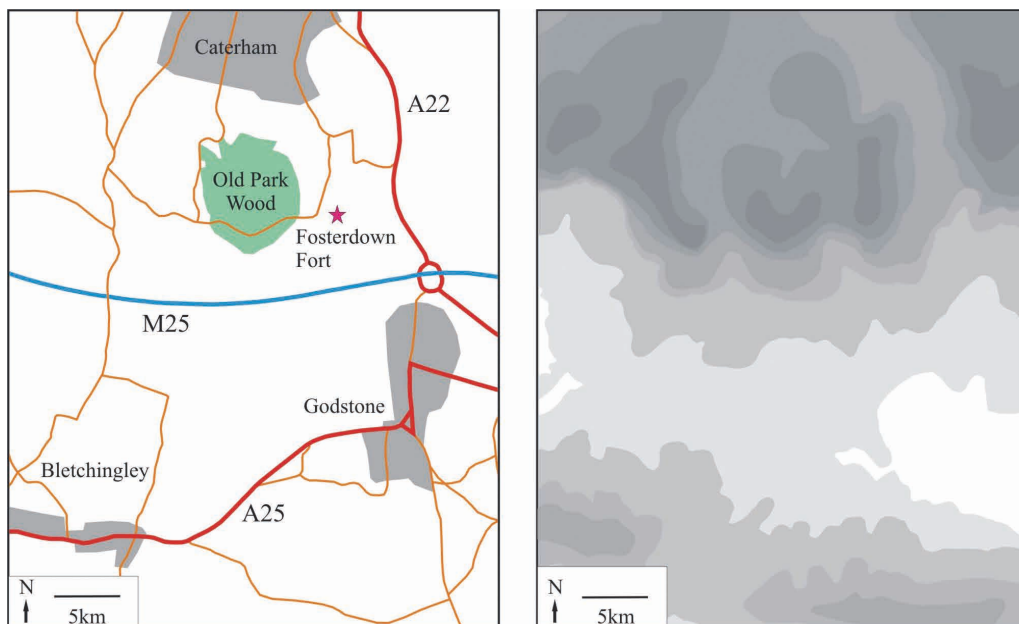 Caterham
A22
Old Park
Wood
Fosterdown
Fort
M25
Godstone
Bletchingley
A25
N
5km
N
5km